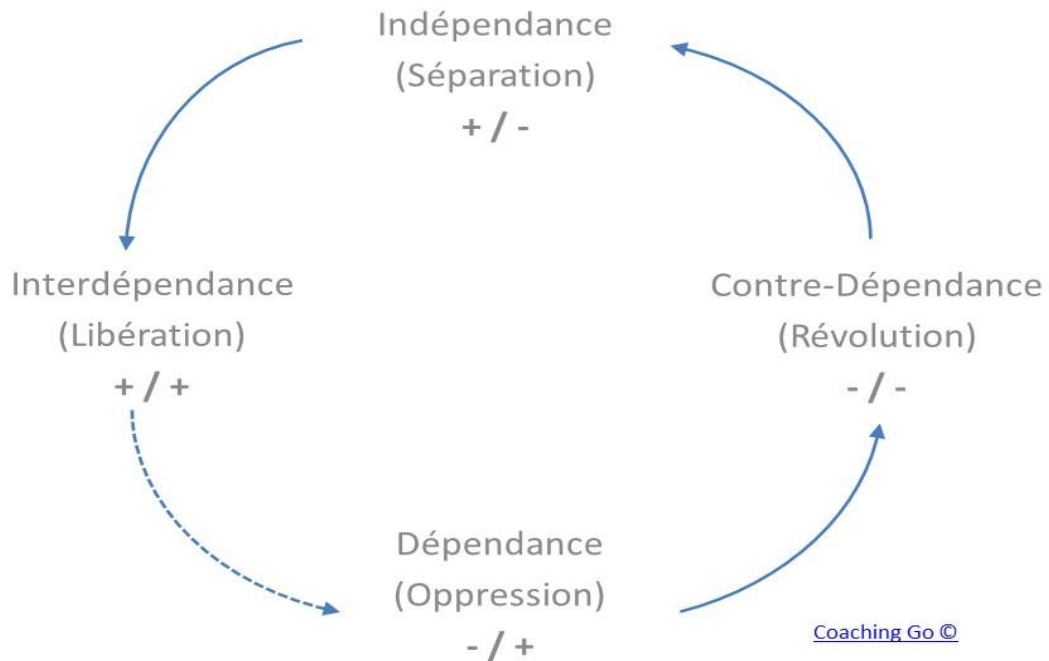 Indépendance
(Séparation)
+ / -
Interdépendance
(Libération)
+ / +
Contre-Dépendance
(Révolution)
- / -
Dépendance
(Oppression)
- / +
Coaching Go ©